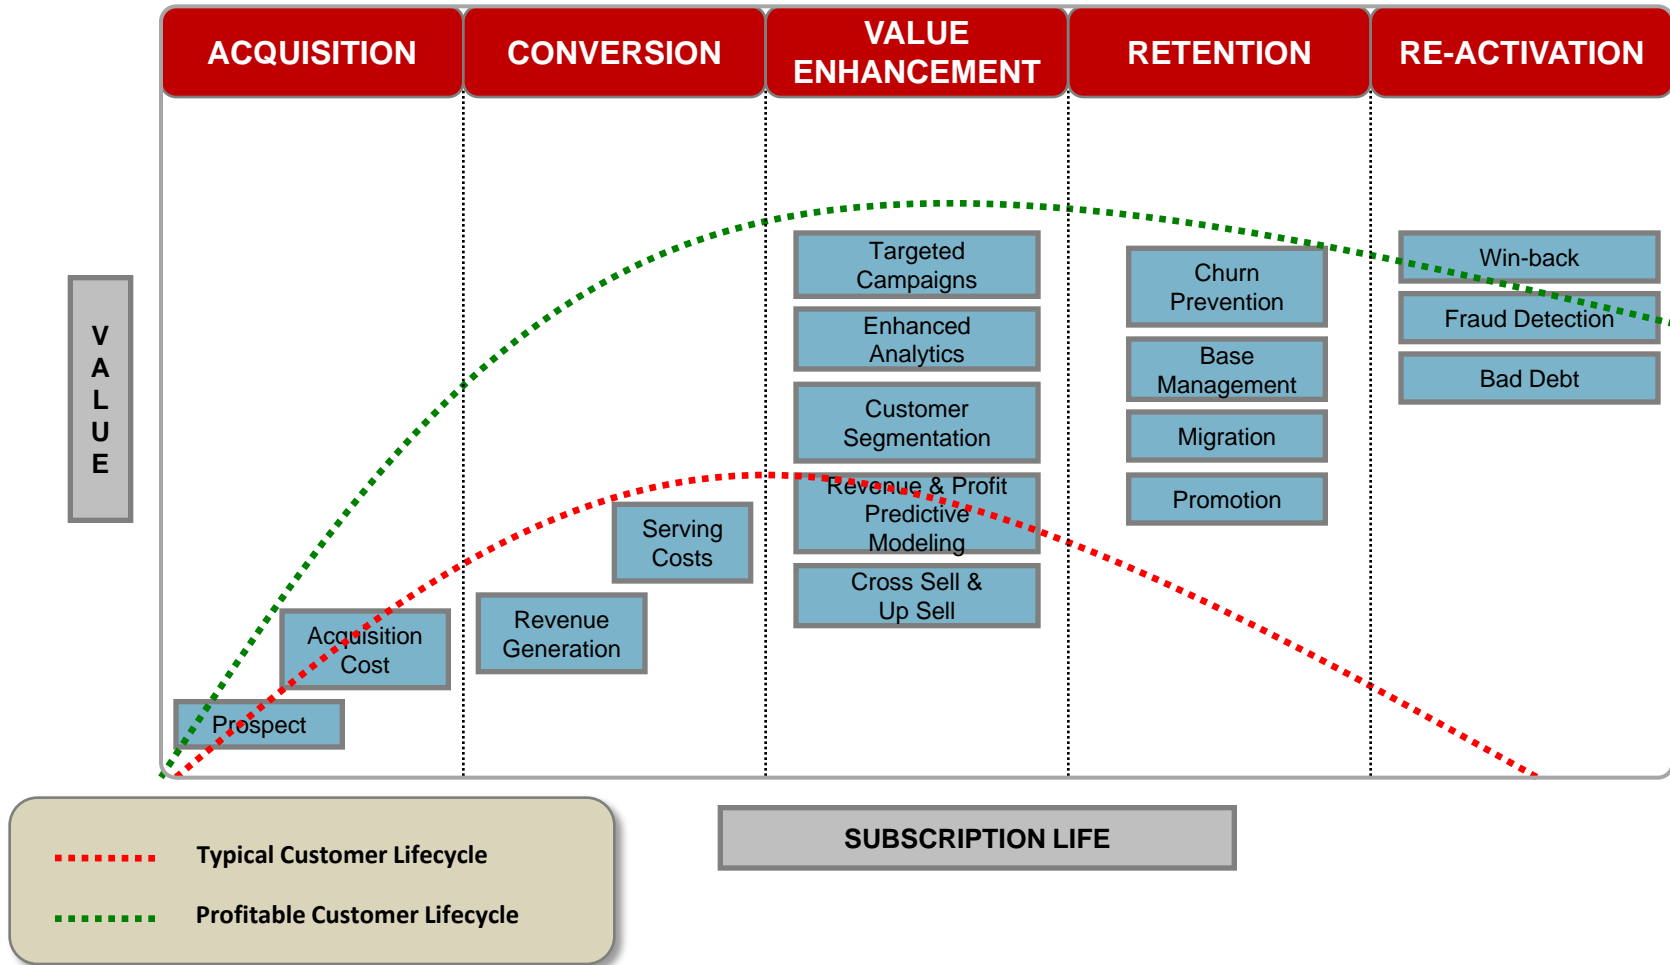 ACQUISITION
CONVERSION
VALUE
ENHANCEMENT
RETENTION
RE-ACTIVATION
V
A
L
U
E
Prospect
Acquisition
Cost
Revenue
Generation
Serving
Costs
Targeted
Campaigns
Enhanced
Analytics
Customer
Segmentation
Revenue & Profit
Predictive
Modeling
Cross Sell &
Up Sell
Churn
Prevention
Base
Management
Migration
Promotion
Win-back
Fraud Detection
Bad Debt
SUBSCRIPTION LIFE
Typical Customer Lifecycle
Profitable Customer Lifecycle